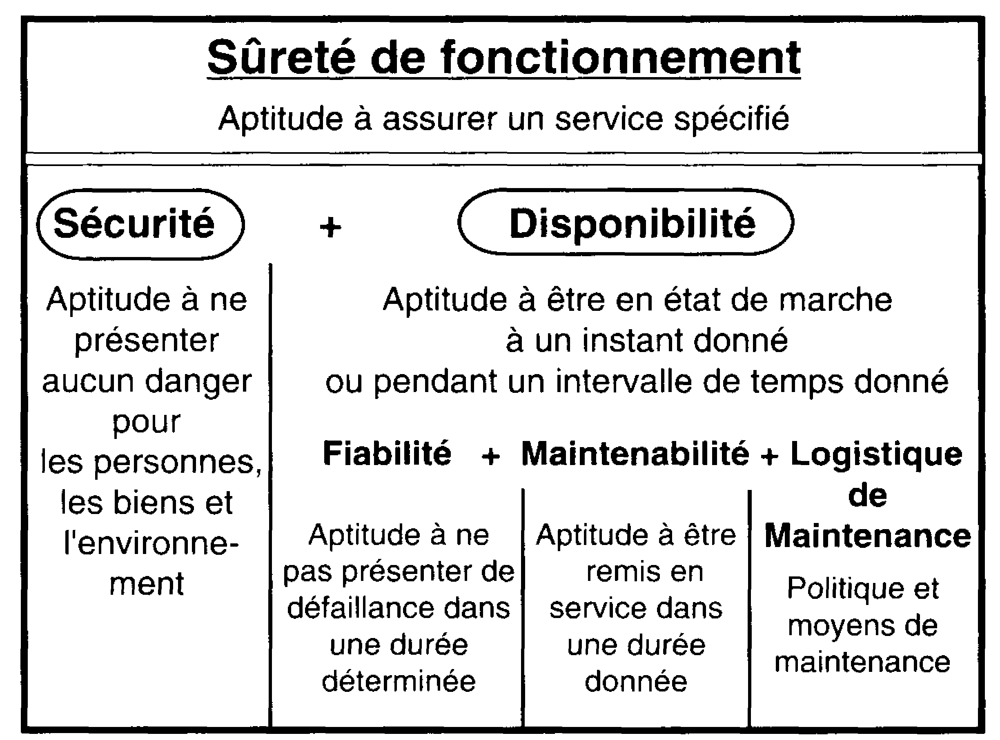 Sûreté de fonctionnement
Aptitude à assurer un service spécifié
Sécurité + Disponibilité
Aptitude à ne
présenter
aucun danger
pour
les personnes,
les biens et
l'environne-
ment
Aptitude à être en état de marche
à un instant donné
ou pendant un intervalle de temps donné
Fiabilité + Maintenabilité + Logistique
de
Maintenance
Aptitude à ne
pas présenter de
défaillance dans
une durée
déterminée
Aptitude à être
remis en
service dans
une durée
donnée
Politique et
moyens de
maintenance